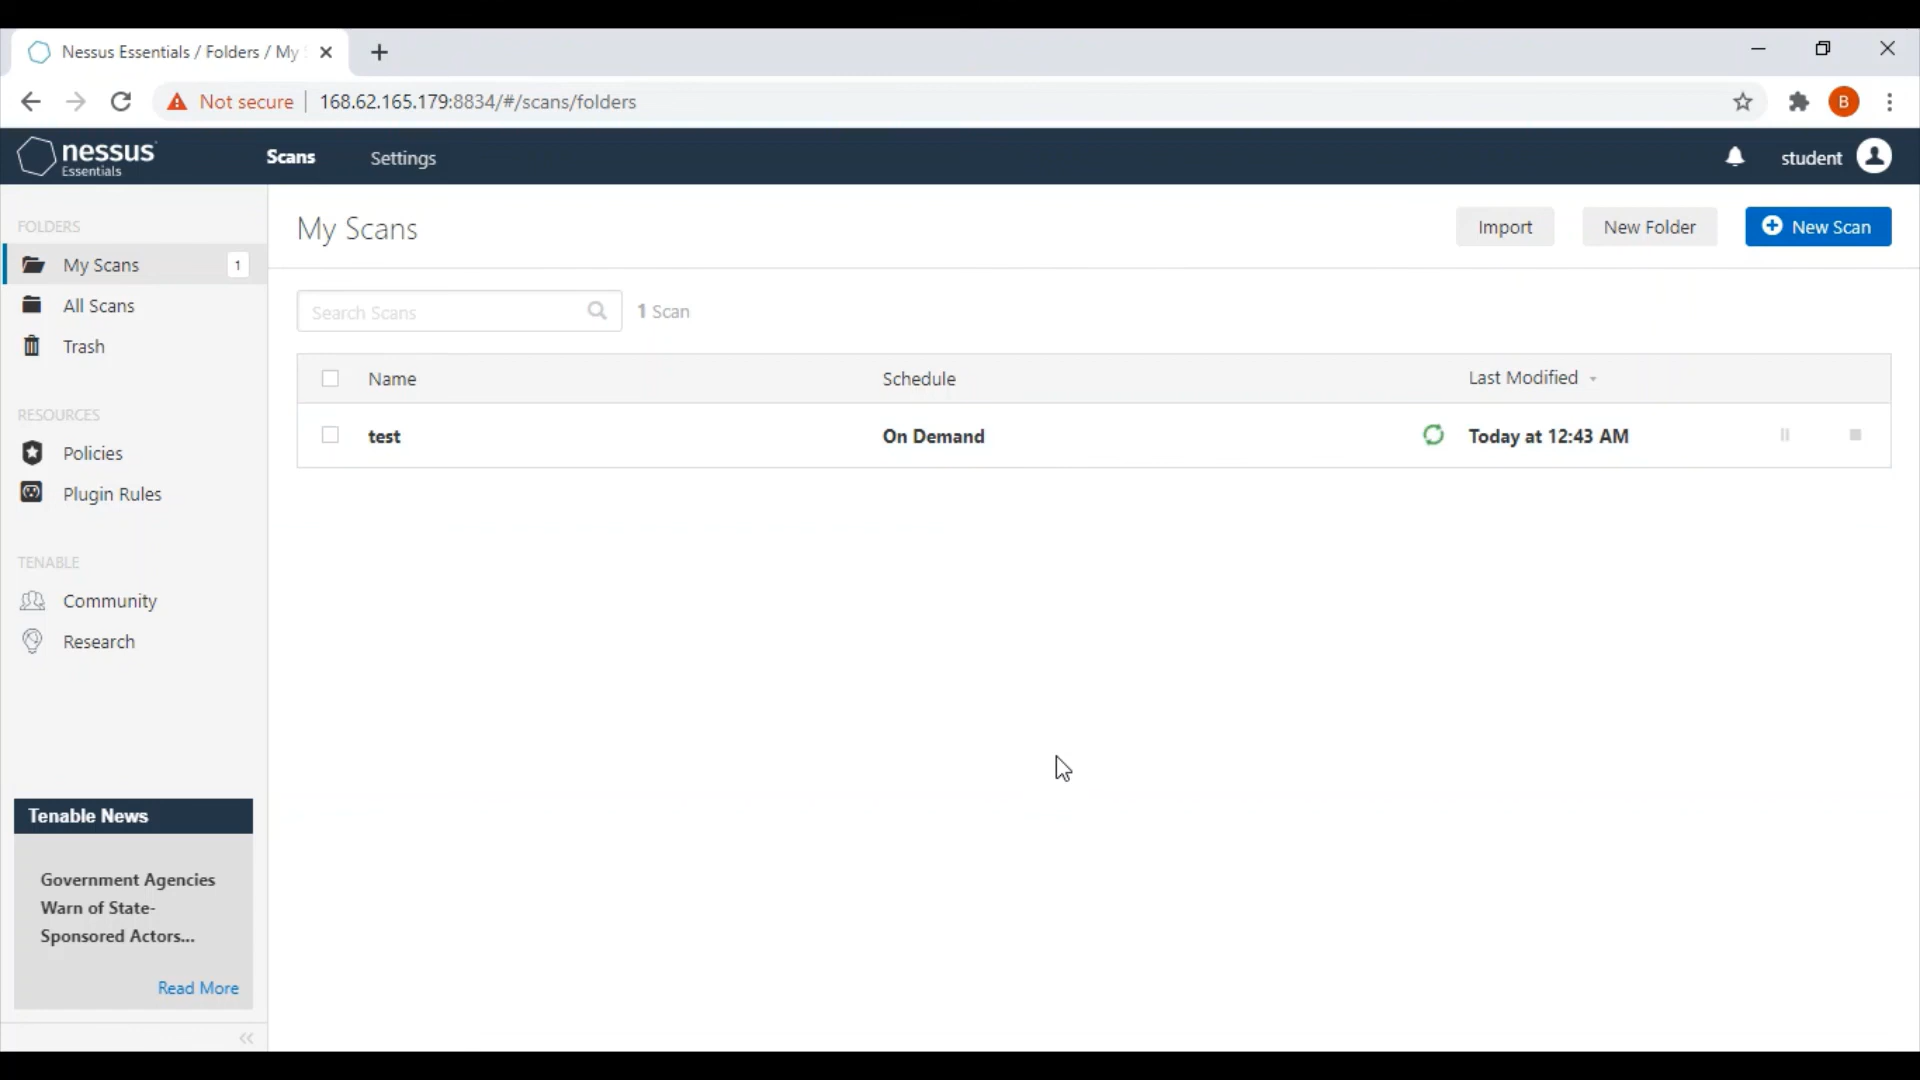 Nessus Essentials / Folders / My
Not secure
168.62.165.179:8834/#/scans/folders
B
nessus
Essentials
Scans
Settings
student
FOLDERS
My Scans
1
All Scans
Trash
RESOURCES
Policies
Plugin Rules
TENABLE
Community
Research
Tenable News
Government Agencies
Warn of State-
Sponsored Actors...
Read More
My Scans
Import
New Folder
New Scan
Search Scans
1 Scan
Name
Schedule
Last Modified
test
On Demand
Today at 12:43 AM